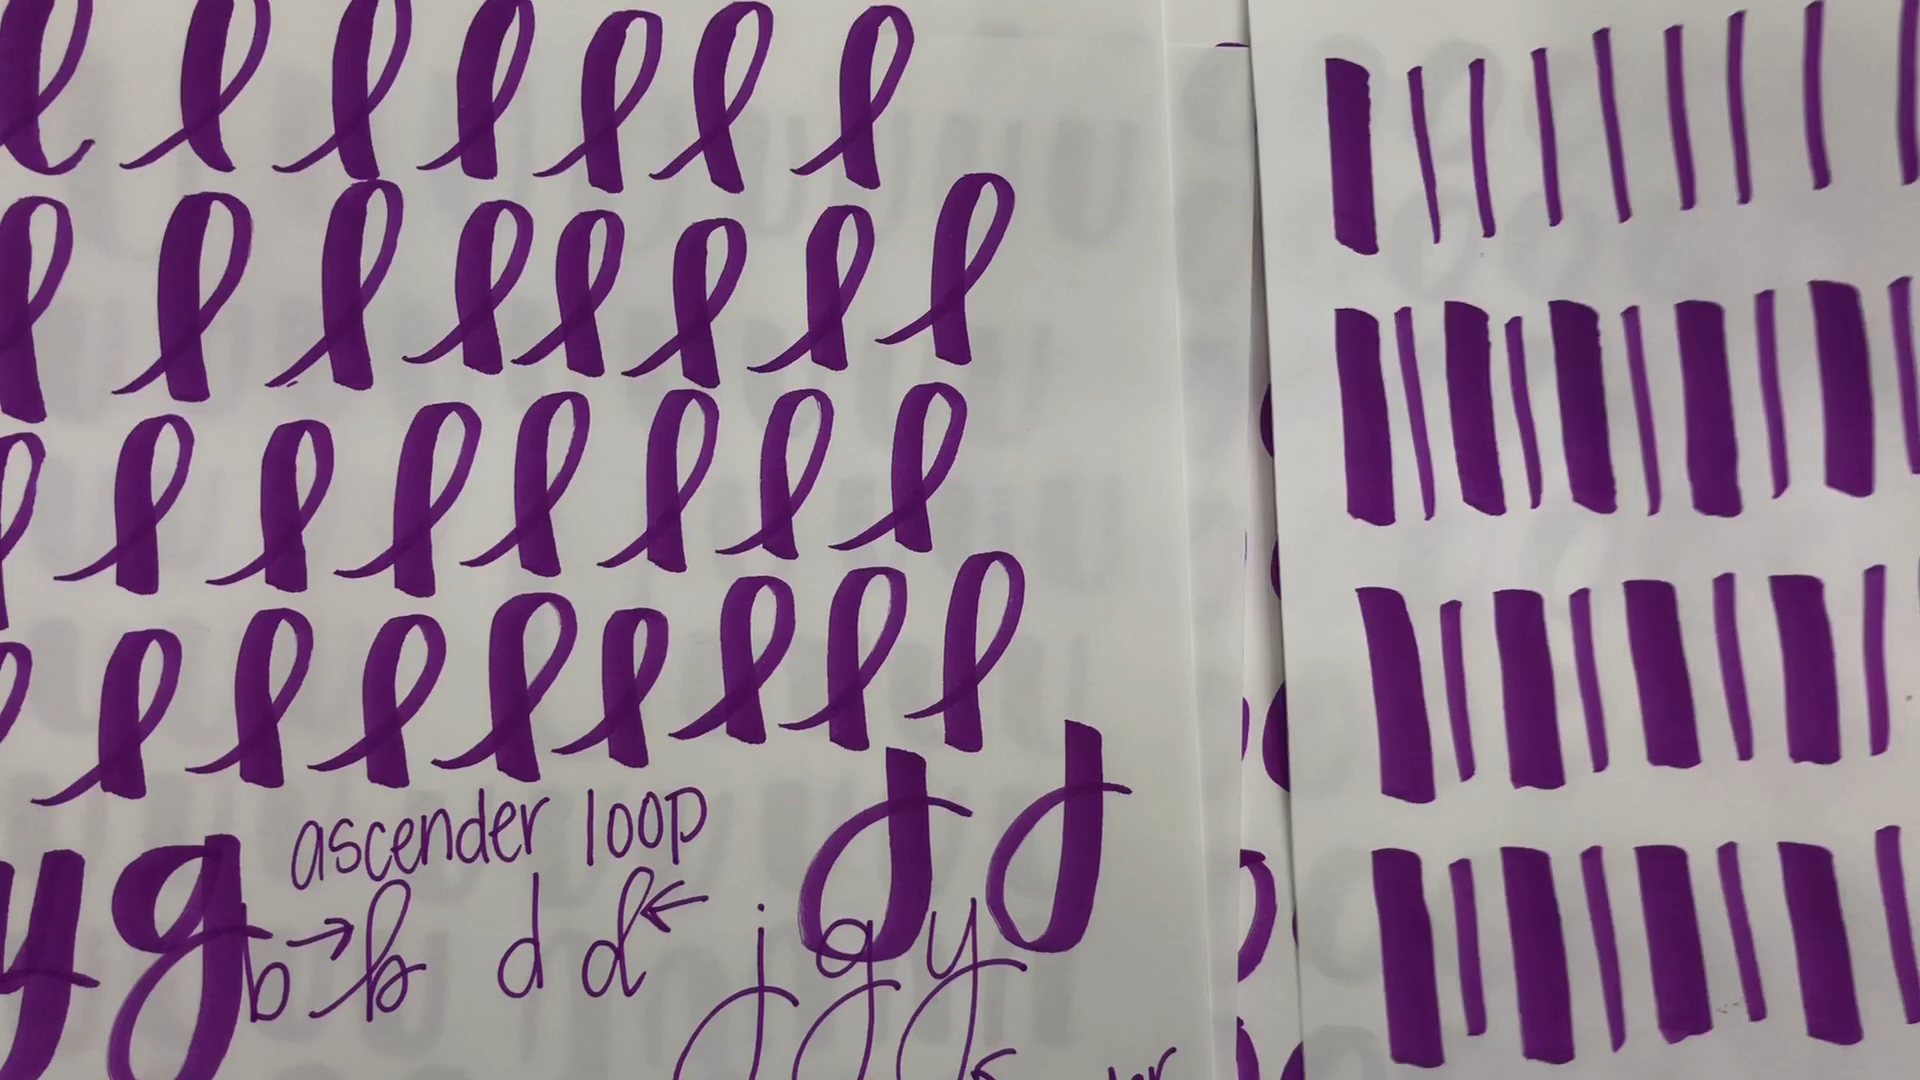 ascender loop
y g
b → b d d ← j g y